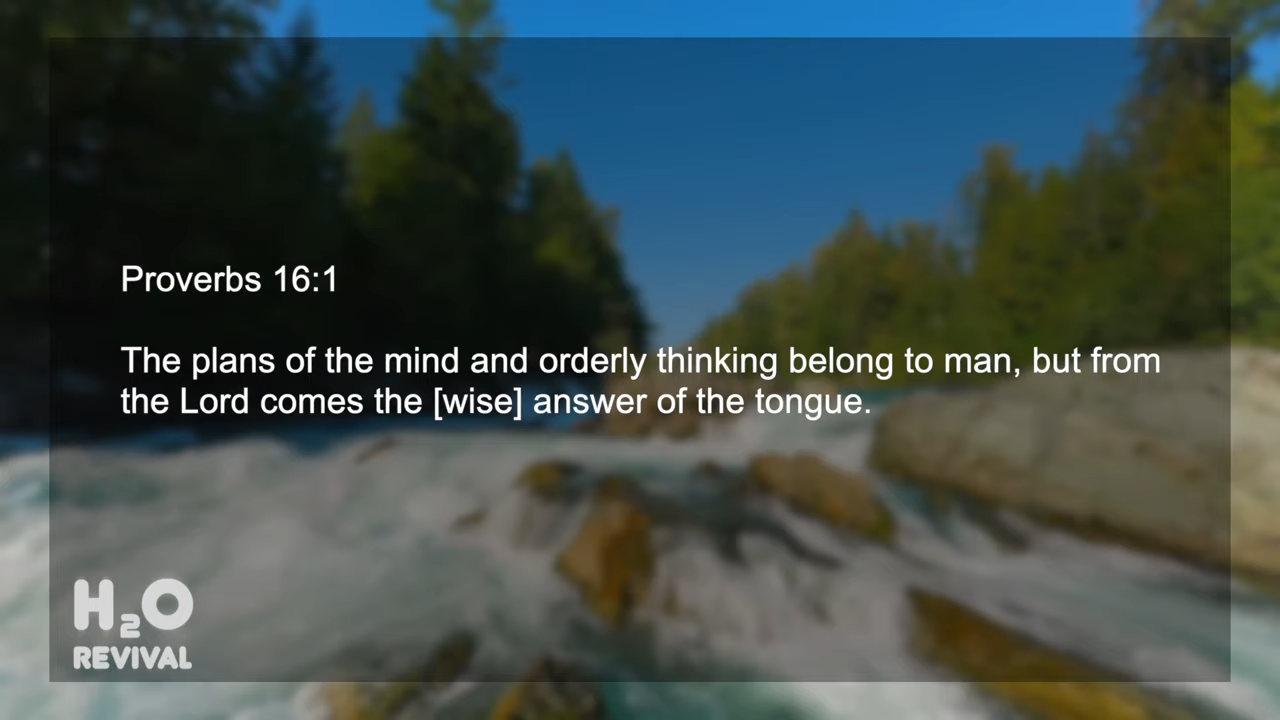 Proverbs 16:1
The plans of the mind and orderly thinking belong to man, but from
the Lord comes the [wise] answer of the tongue.
H2O
REVIVAL